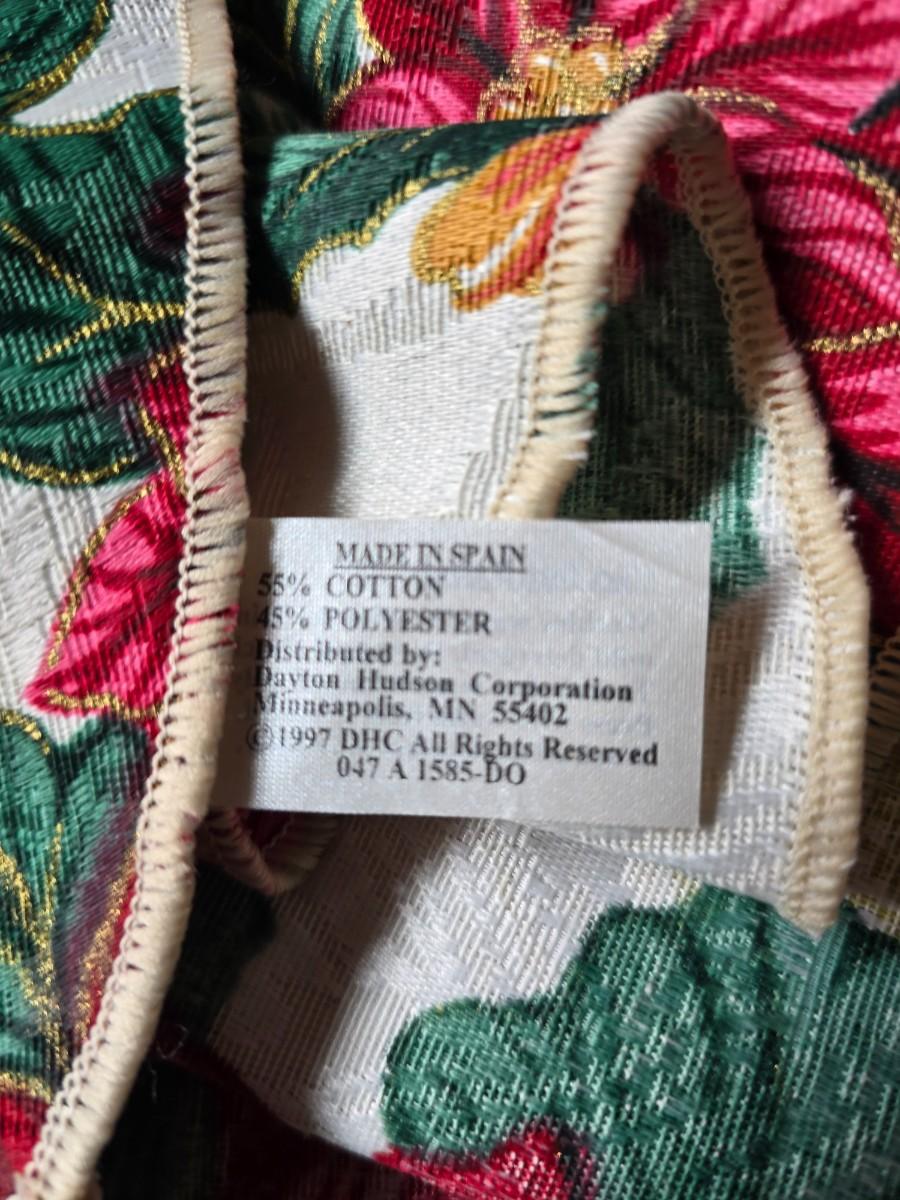 MADE IN SPAIN
55% COTTON
45% POLYESTER
Distributed by:
Dayton Hudson Corporation
Minneapolis, MN 55402
©1997 DHC All Rights Reserved
047 A 1585-DO